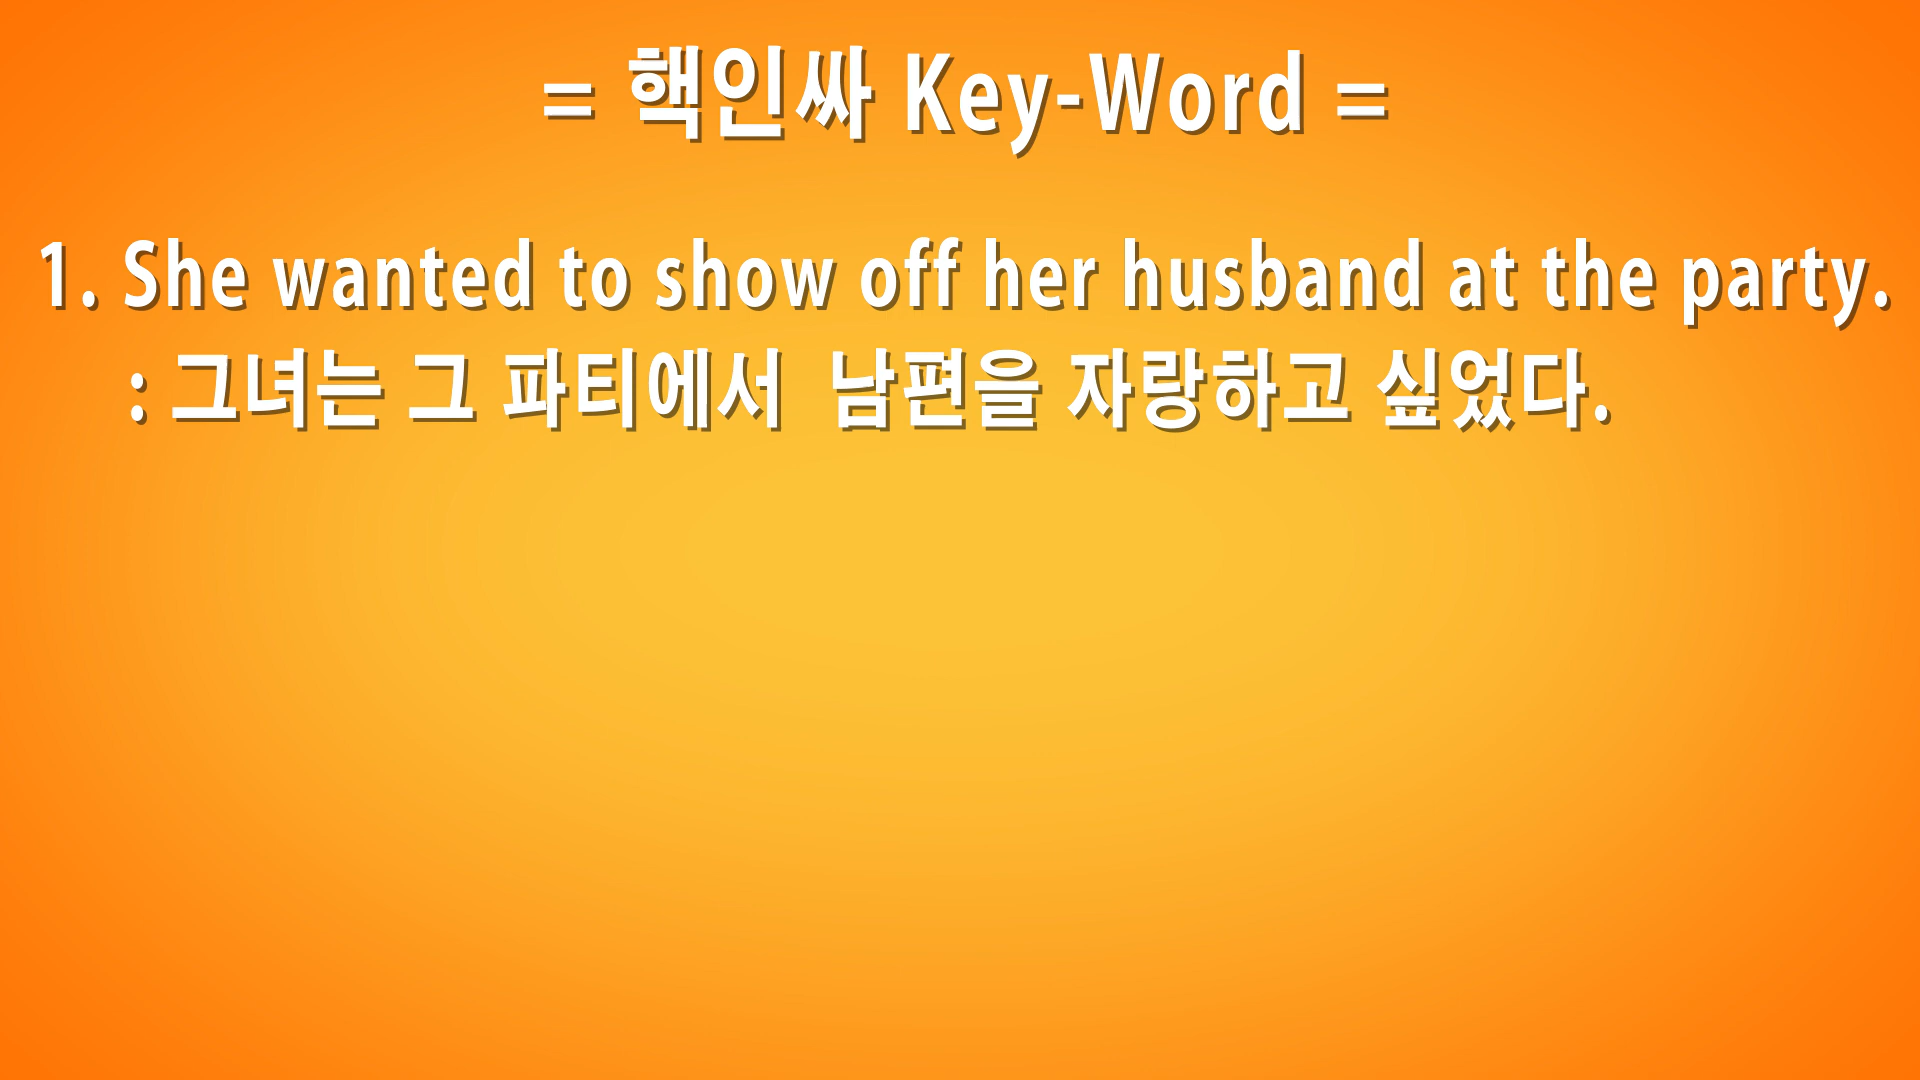 = 핵인싸 Key-Word =
1. She wanted to show off her husband at the party.
: 그녀는 그 파티에서 남편을 자랑하고 싶었다.